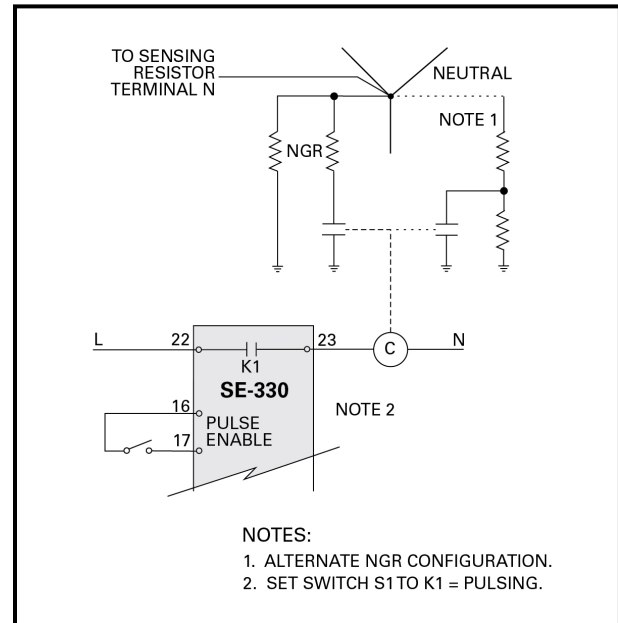 TO SENSING
RESISTOR
TERMINAL N
NEUTRAL
NOTE 1
NGR
L
22
23
N
C
K1
SE-330
16
NOTE 2
PULSE
17
ENABLE
NOTES:
1. ALTERNATE NGR CONFIGURATION.
2. SET SWITCH S1 TO K1 = PULSING.